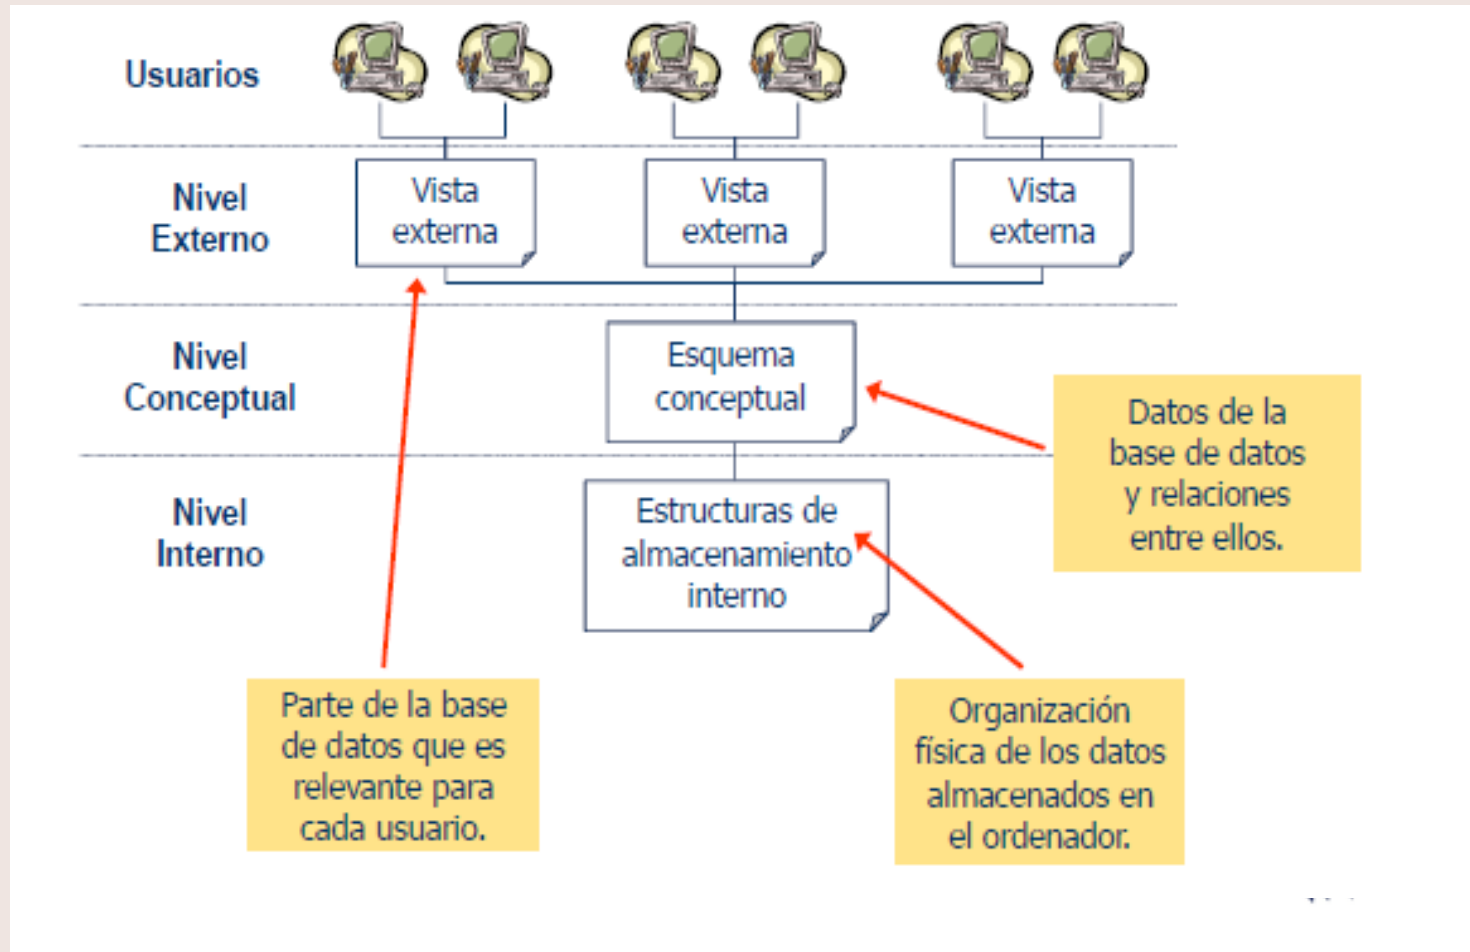 Usuarios
Nivel
Externo
Vista
externa
Vista
externa
Vista
externa
Nivel
Conceptual
Esquema
conceptual
Datos de la
base de datos
y relaciones
entre ellos.
Nivel
Interno
Estructuras de
almacenamiento
interno
Parte de la base
de datos que es
relevante para
cada usuario.
Organización
física de los datos
almacenados en
el ordenador.